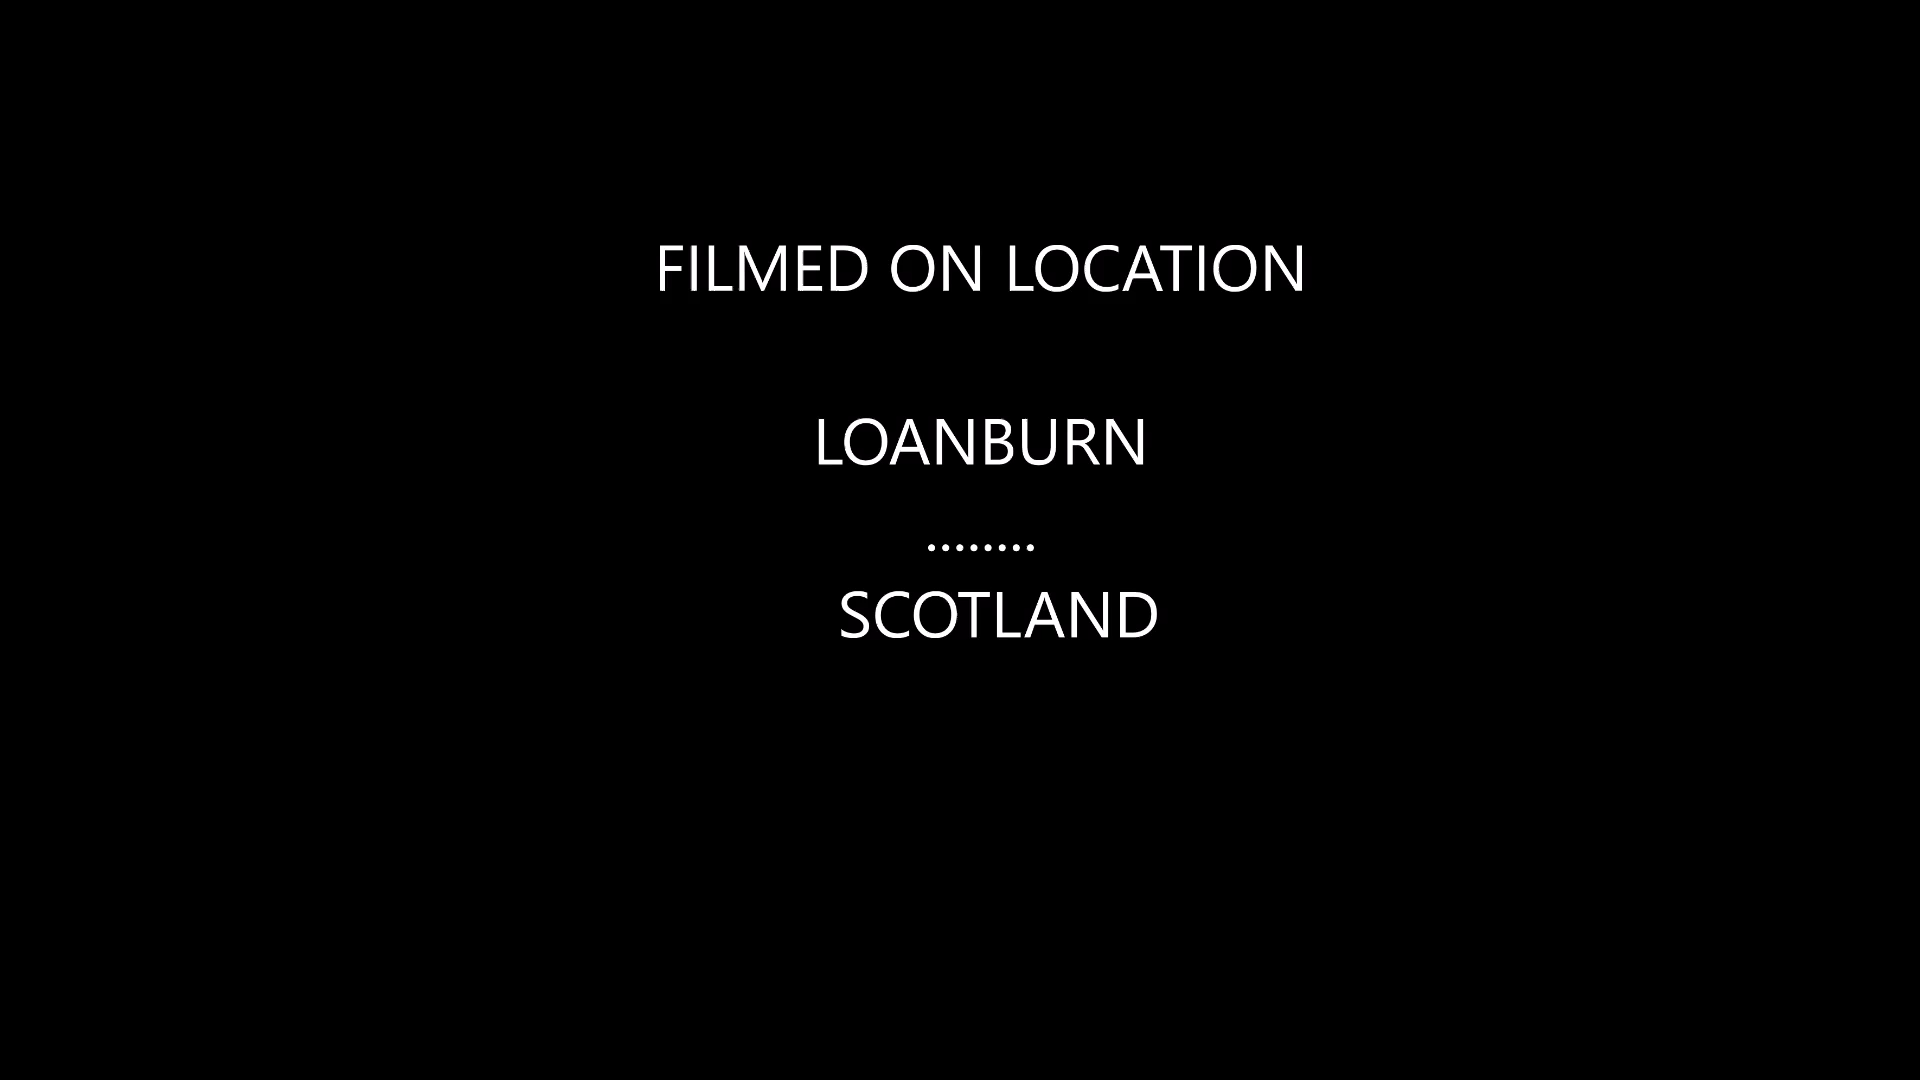 FILMED ON LOCATION
LOANBURN
........
SCOTLAND